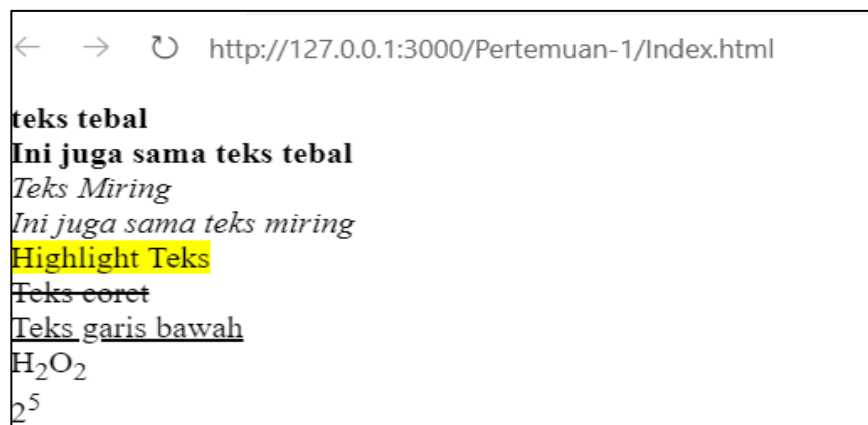 http://127.0.0.1:3000/Pertemuan-1/Index.html
teks tebal
Ini juga sama teks tebal
Teks Miring
Ini juga sama teks miring
Highlight Teks
Teks coret
Teks garis bawah
H₂O₂
2⁵